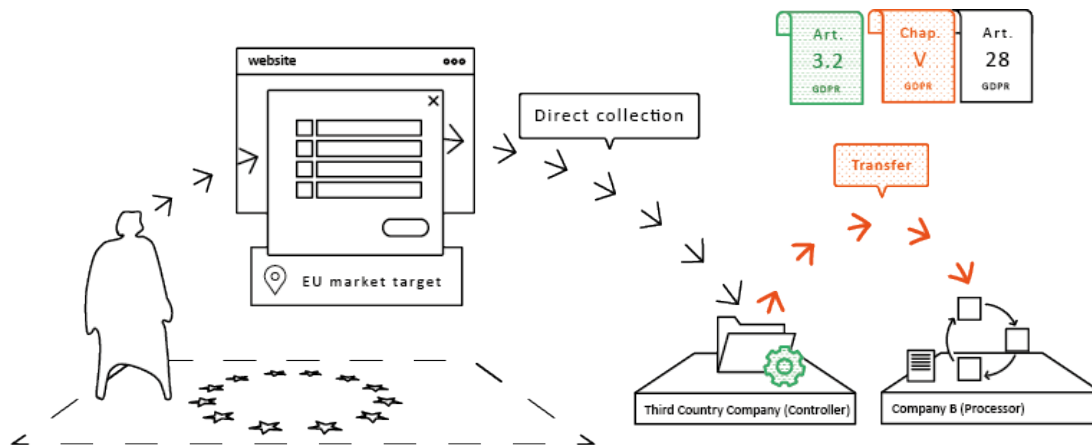 website
Art.
3.2
GDPR
Chap.
V
GDPR
Art.
28
GDPR
Direct collection
Transfer
EU market target
Third Country Company (Controller)
Company B (Processor)